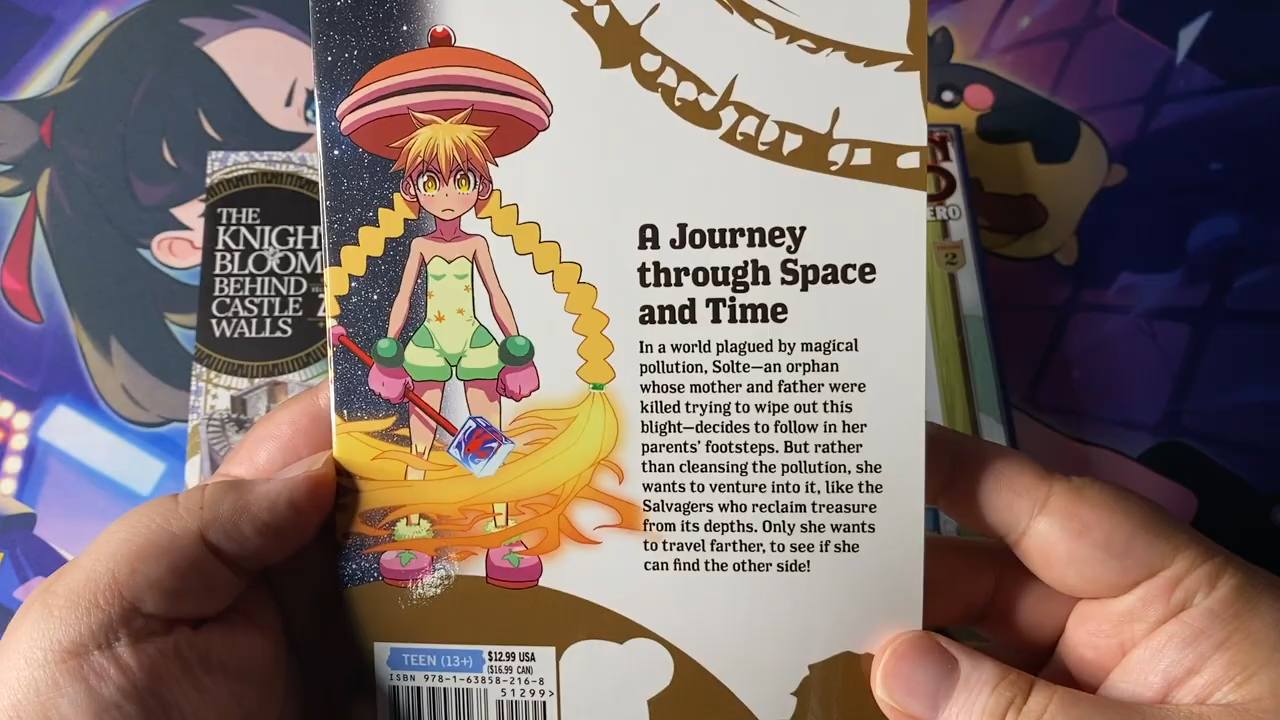 THE
KNIGH
BLOOM
BEHIND
CASTLE
WALLS
2
A Journey
through Space
and Time
In a world plagued by magical
pollution, Solte—an orphan
whose mother and father were
killed trying to wipe out this
blight—decides to follow in her
parents' footsteps. But rather
than cleansing the pollution, she
wants to venture into it, like the
Salvagers who reclaim treasure
from its depths. Only she wants
to travel farther, to see if she
can find the other side!
TEEN (13+)
$12.99 USA
($16.99 CAN)
ISBN 978-1-63858-216-8
51299>